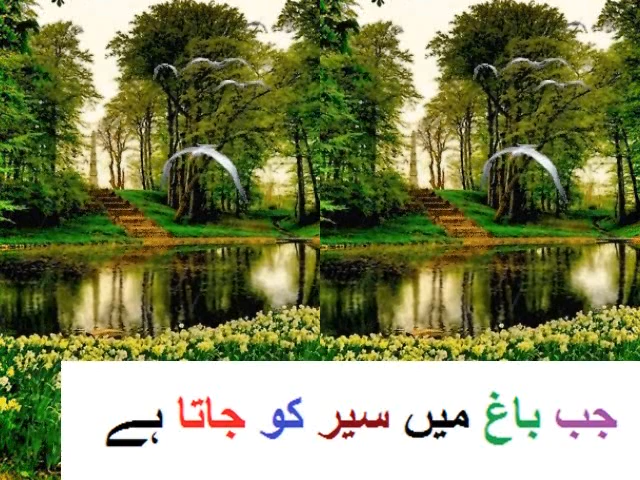 جب باغ میں سیر کو جاتا ہے